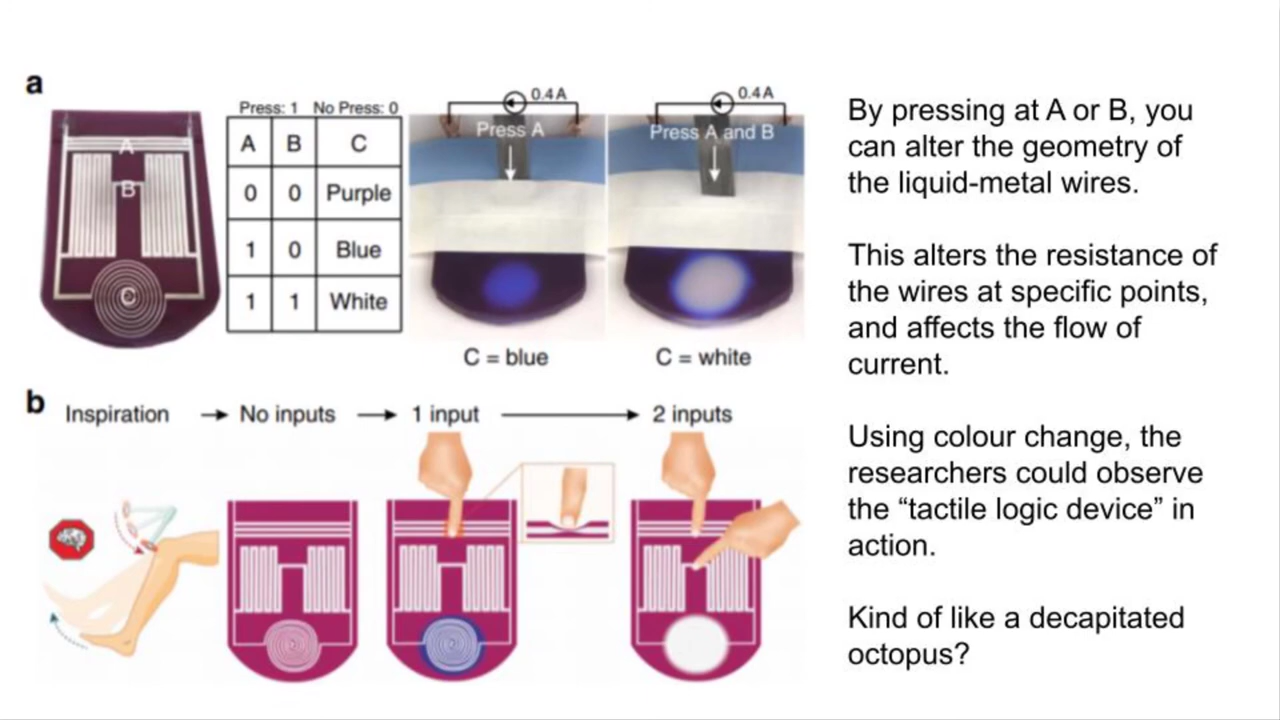 a
A
B
C
Press: 1 No Press: 0
A B C
0 0 Purple
1 0 Blue
1 1 White
0.4A
Press A
C = blue
0.4A
Press A and B
C = white
b
Inspiration
No inputs
1 input
2 inputs
By pressing at A or B, you
can alter the geometry of
the liquid-metal wires.
This alters the resistance of
the wires at specific points,
and affects the flow of
current.
Using colour change, the
researchers could observe
the “tactile logic device” in
action.
Kind of like a decapitated
octopus?